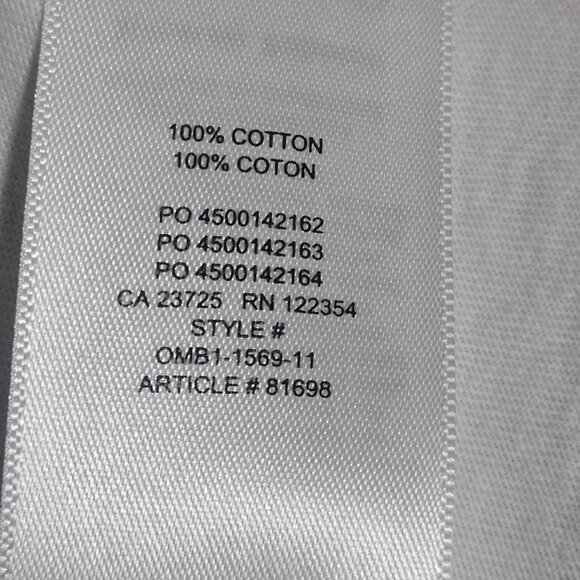 100% COTTON
100% COTON
PO 4500142162
PO 4500142163
PO 4500142164
CA 23725 RN 122354
STYLE #
OMB1-1569-11
ARTICLE # 81698